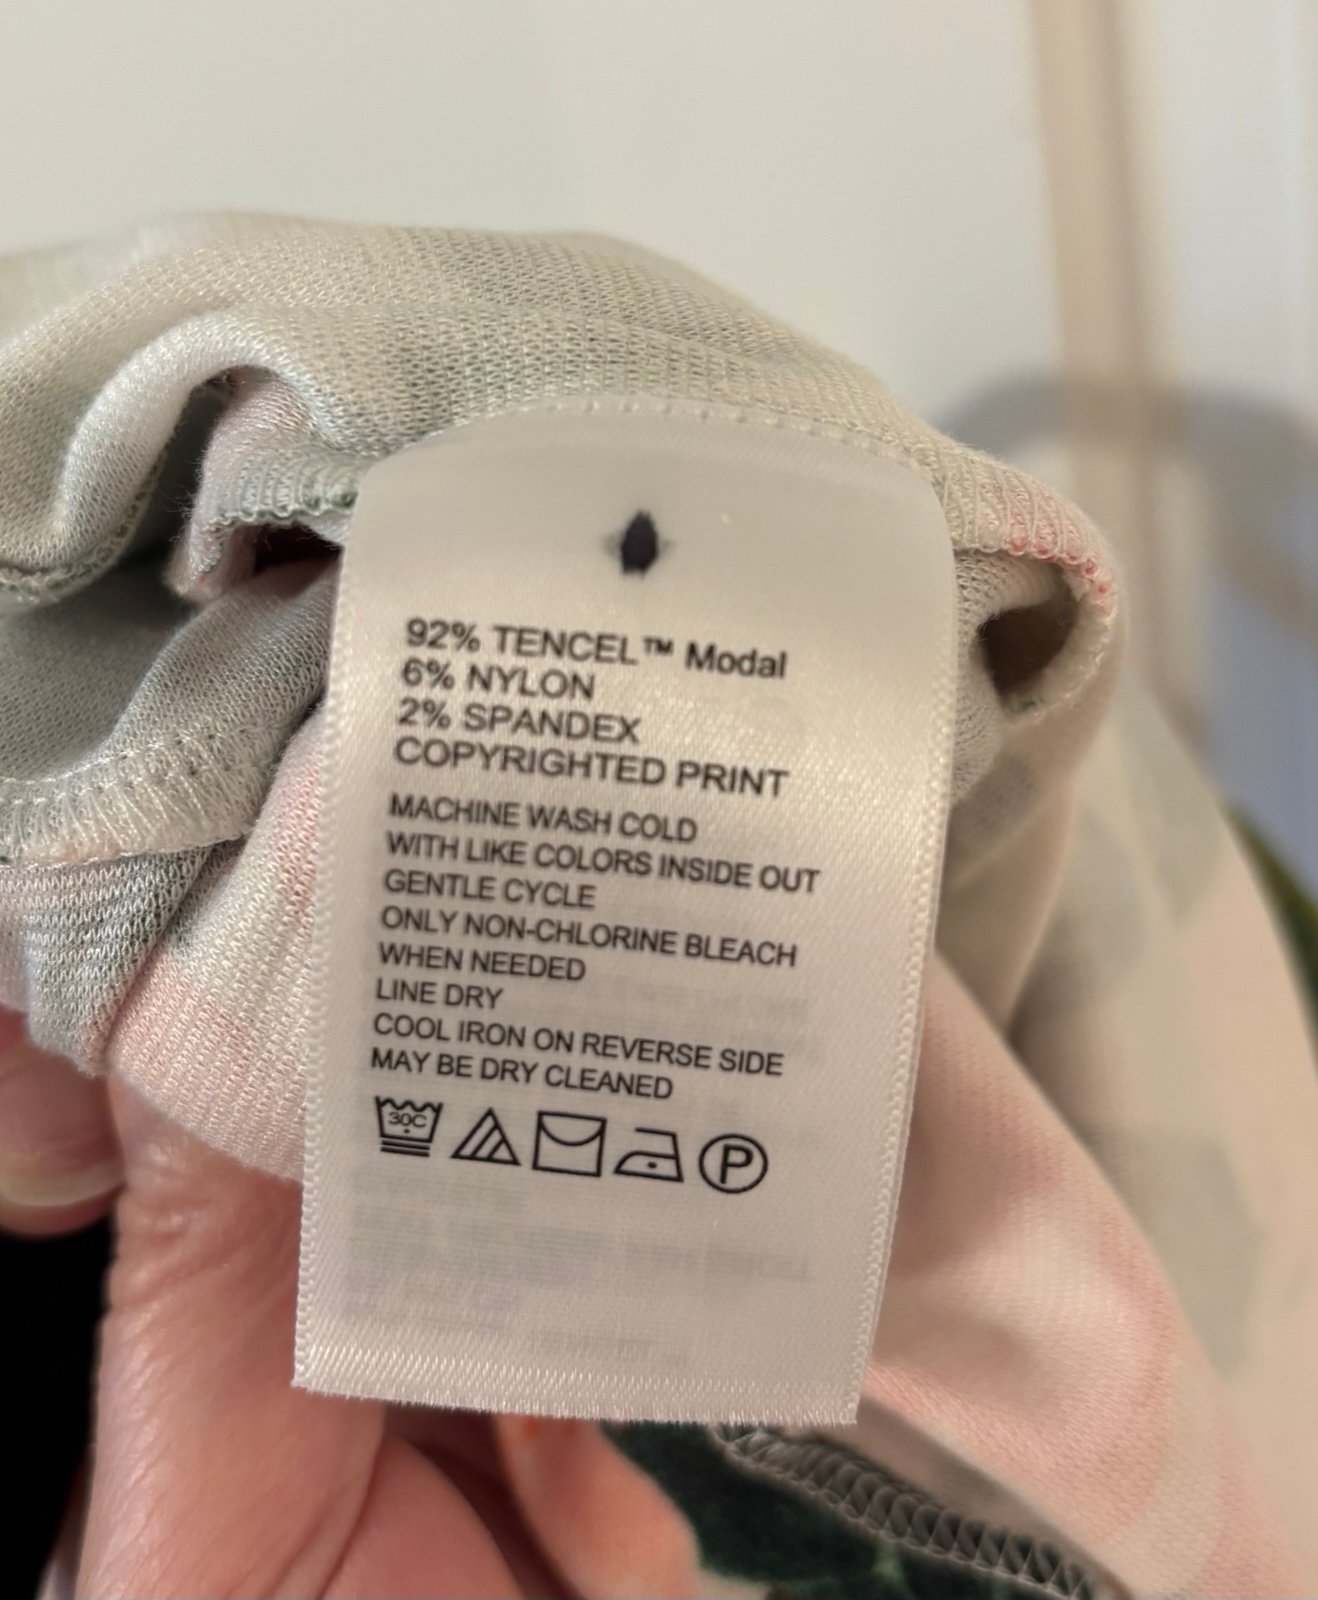 92% TENCEL™ Modal
6% NYLON
2% SPANDEX
COPYRIGHTED PRINT
MACHINE WASH COLD
WITH LIKE COLORS INSIDE OUT
GENTLE CYCLE
ONLY NON-CHLORINE BLEACH
WHEN NEEDED
LINE DRY
COOL IRON ON REVERSE SIDE
MAY BE DRY CLEANED
30C P